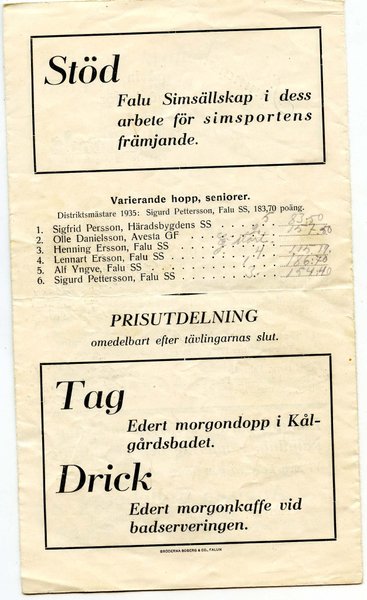 Stöd
Falu Simsällskap i dess
arbete för simsportens
främjande.
Varierande hopp, seniorer.
Distriktsmästare 1935: Sigurd Pettersson, Falu SS, 183,70 poäng.
1. Sigfrid Persson, Häradsbygdens SS . . . 5 83.50
2. Olle Danielsson, Avesta GF
3. Henning Ersson, Falu SS
4. Lennart Ersson, Falu SS
5. Alf Yngve, Falu SS
6. Sigurd Pettersson, Falu SS
PRISUTDELNING
omedelbart efter tävlingarnas slut.
Tag
Edert morgondopp i Kål-
gårdsbadet.
Drick
Edert morgonkaffe vid
badserveringen.
BRÖDERNA BOBERG & CO., FALUN